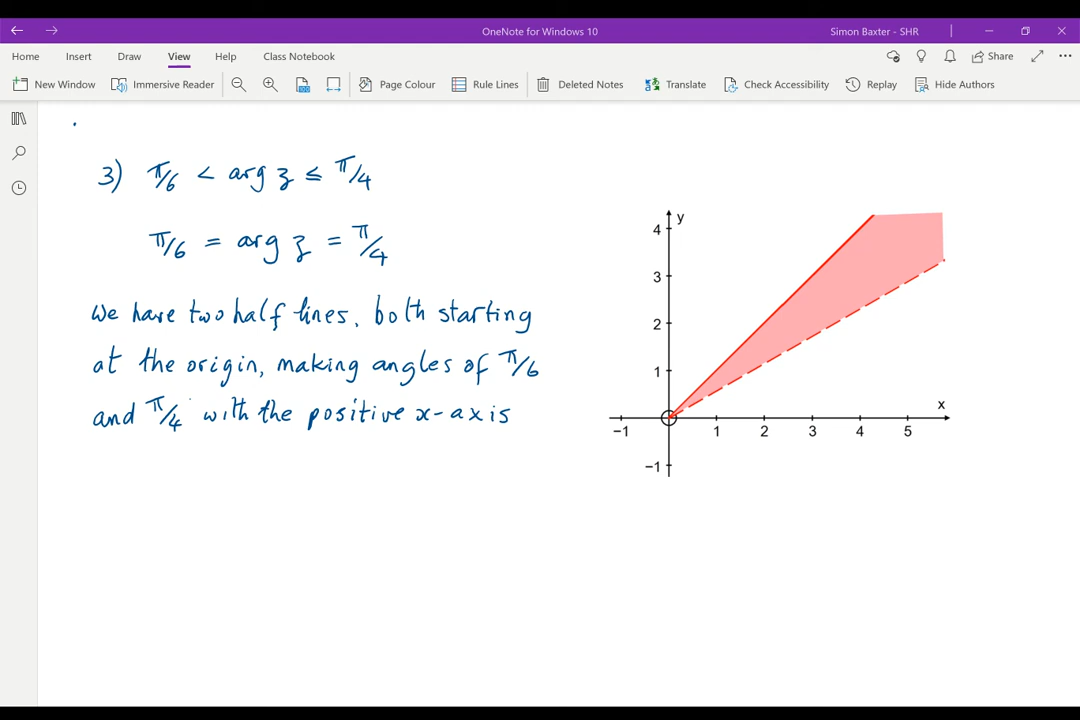 OneNote for Windows 10
Simon Baxter - SHR
Home Insert Draw View Help Class Notebook
Share
New Window Immersive Reader Page Colour Rule Lines Deleted Notes Translate Check Accessibility Replay Hide Authors
3) π/6 < arg z ≤ π/4
π/6 = arg z = π/4
We have two half lines, both starting
at the origin, making angles of π/6
and π/4 with the positive x-axis
y
4
3
2
1
x
−1 1 2 3 4 5
−1